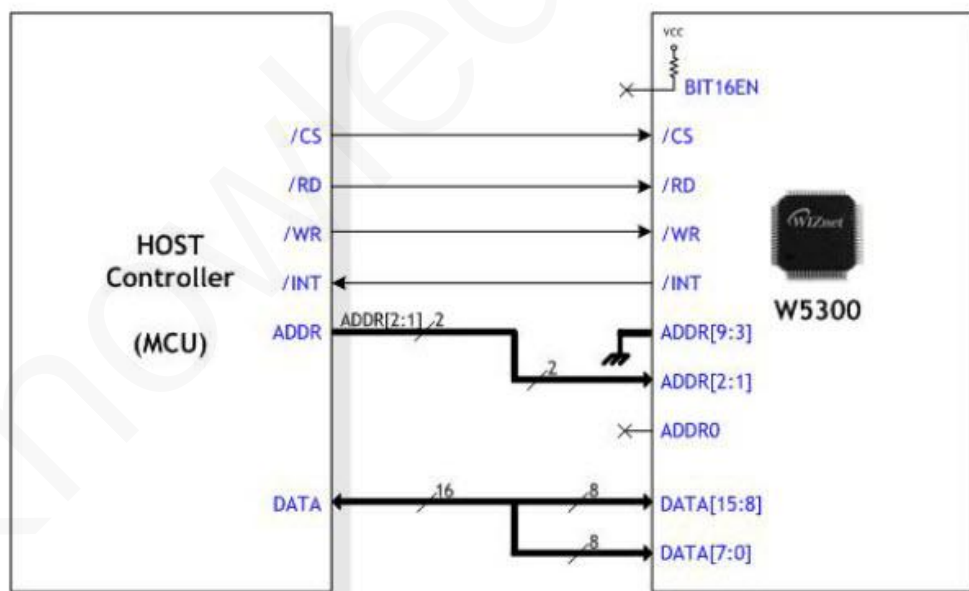 HOST
Controller
(MCU)
/CS
/RD
/WR
/INT
ADDR
DATA
ADDR[2:1]
2
2
16
8
8
vcc
BIT16EN
/CS
/RD
/WR
/INT
ADDR[9:3]
ADDR[2:1]
ADDR0
DATA[15:8]
DATA[7:0]
WIZnet
W5300